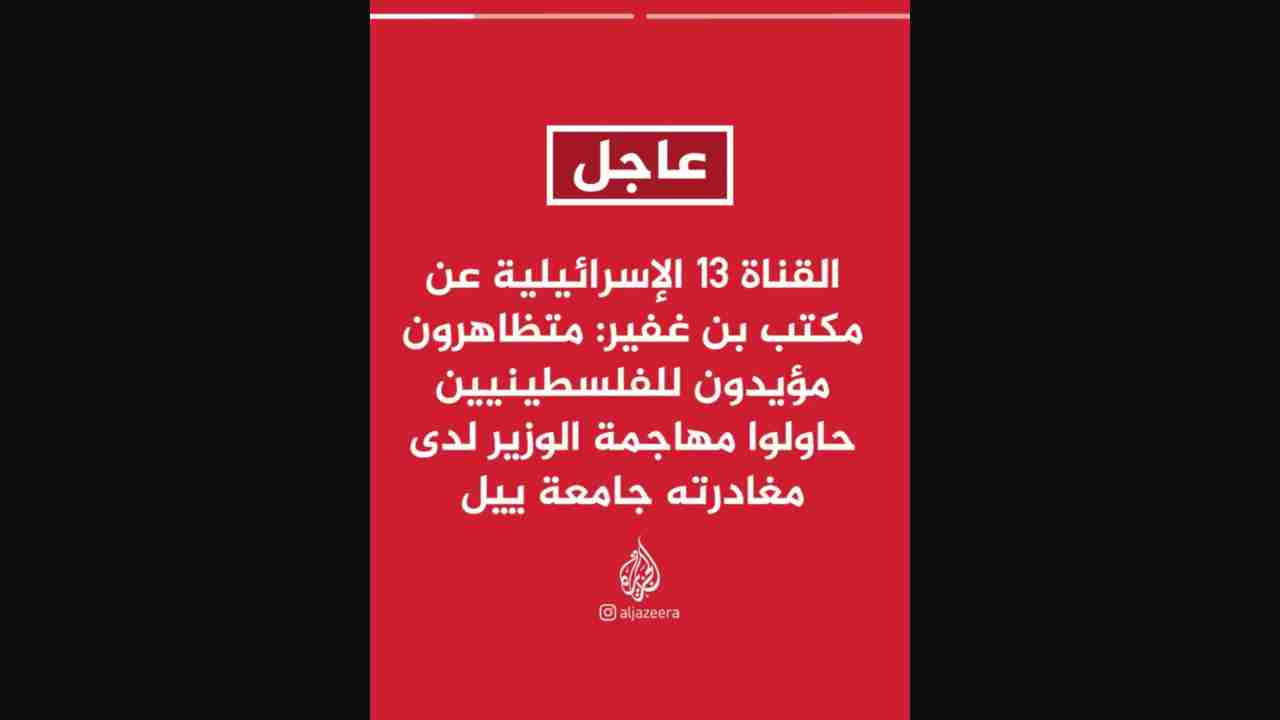 عاجل
القناة 13 الإسرائيلية عن
مكتب بن غفير: متظاهرون
مؤيدون للفلسطينيين
حاولوا مهاجمة الوزير لدى
مغادرته جامعة ييل
الجزيرة
aljazeera